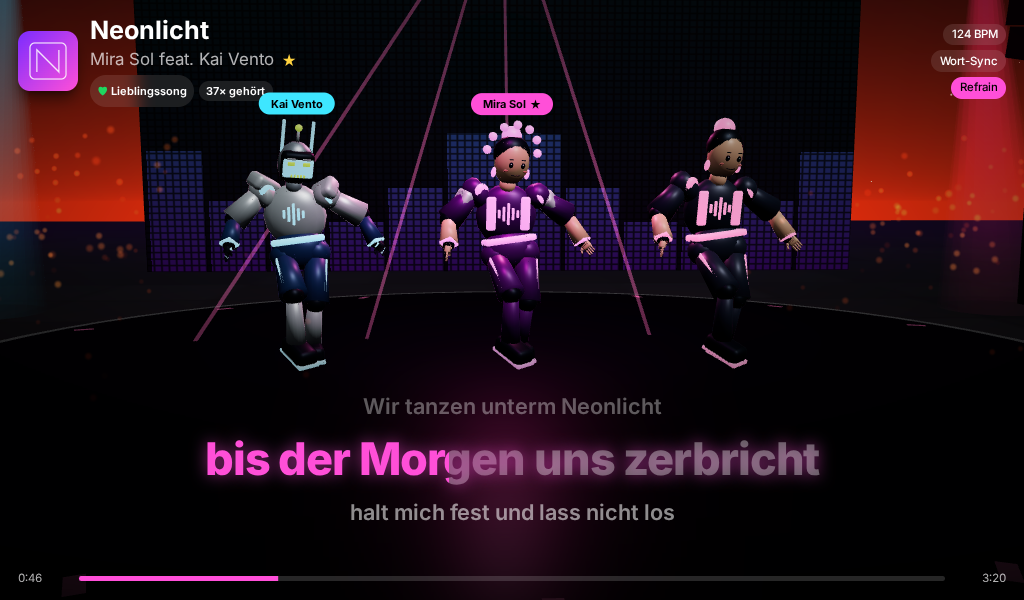 Neonlicht
Mira Sol feat. Kai Vento ★
Lieblingssong
37× gehört
124 BPM
Wort-Sync
Refrain
N
Kai Vento
Mira Sol ★
Wir tanzen unterm Neonlicht
bis der Morgen uns zerbricht
halt mich fest und lass nicht los
0:46
3:20